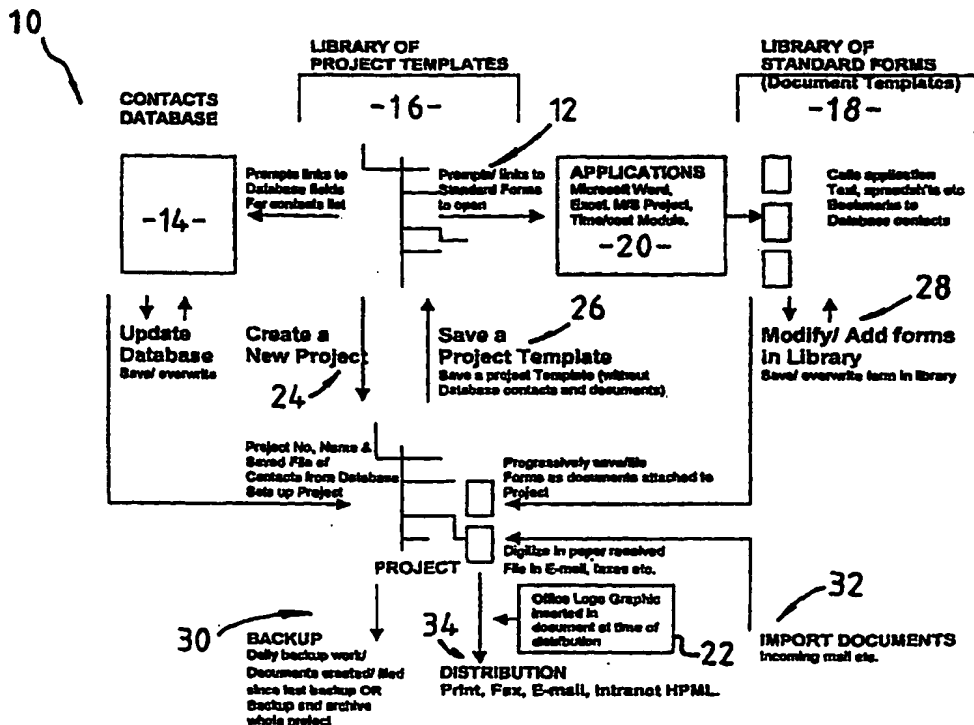 10
LIBRARY OF
PROJECT TEMPLATES
-16-
LIBRARY OF
STANDARD FORMS
(Document Templates)
-18-
CONTACTS
DATABASE
-14-
Prompts links to
Database fields
For contacts list
12
Prompts/ links to
Standard Forms
to open
APPLICATIONS
Microsoft Word,
Excel, M/S Project,
Time/cost Module.
-20-
Calls application
Text, spreadsh'ts etc
Bookmarks to
Database contacts
Update
Database
Save/ overwrite
Create a
New Project
24
26
Save a
Project Template
Save a project Template (without
Database contacts and documents)
28
Modify/ Add forms
in Library
Save/ overwrite form in library
Project No, Name &
Saved File of
Contacts from Database
Sets up Project
Progressively save/file
Forms as documents attached to
Project
Digitize in paper received
File in E-mail, faxes etc.
PROJECT
Office Logo Graphic
inserted in
document at time of
distribution
22
32
IMPORT DOCUMENTS
Incoming mail etc.
30
BACKUP
Daily backup work/
Documents created/ filed
since last backup OR
Backup and archive
whole project
34
DISTRIBUTION
Print, Fax, E-mail, Intranet HPML.